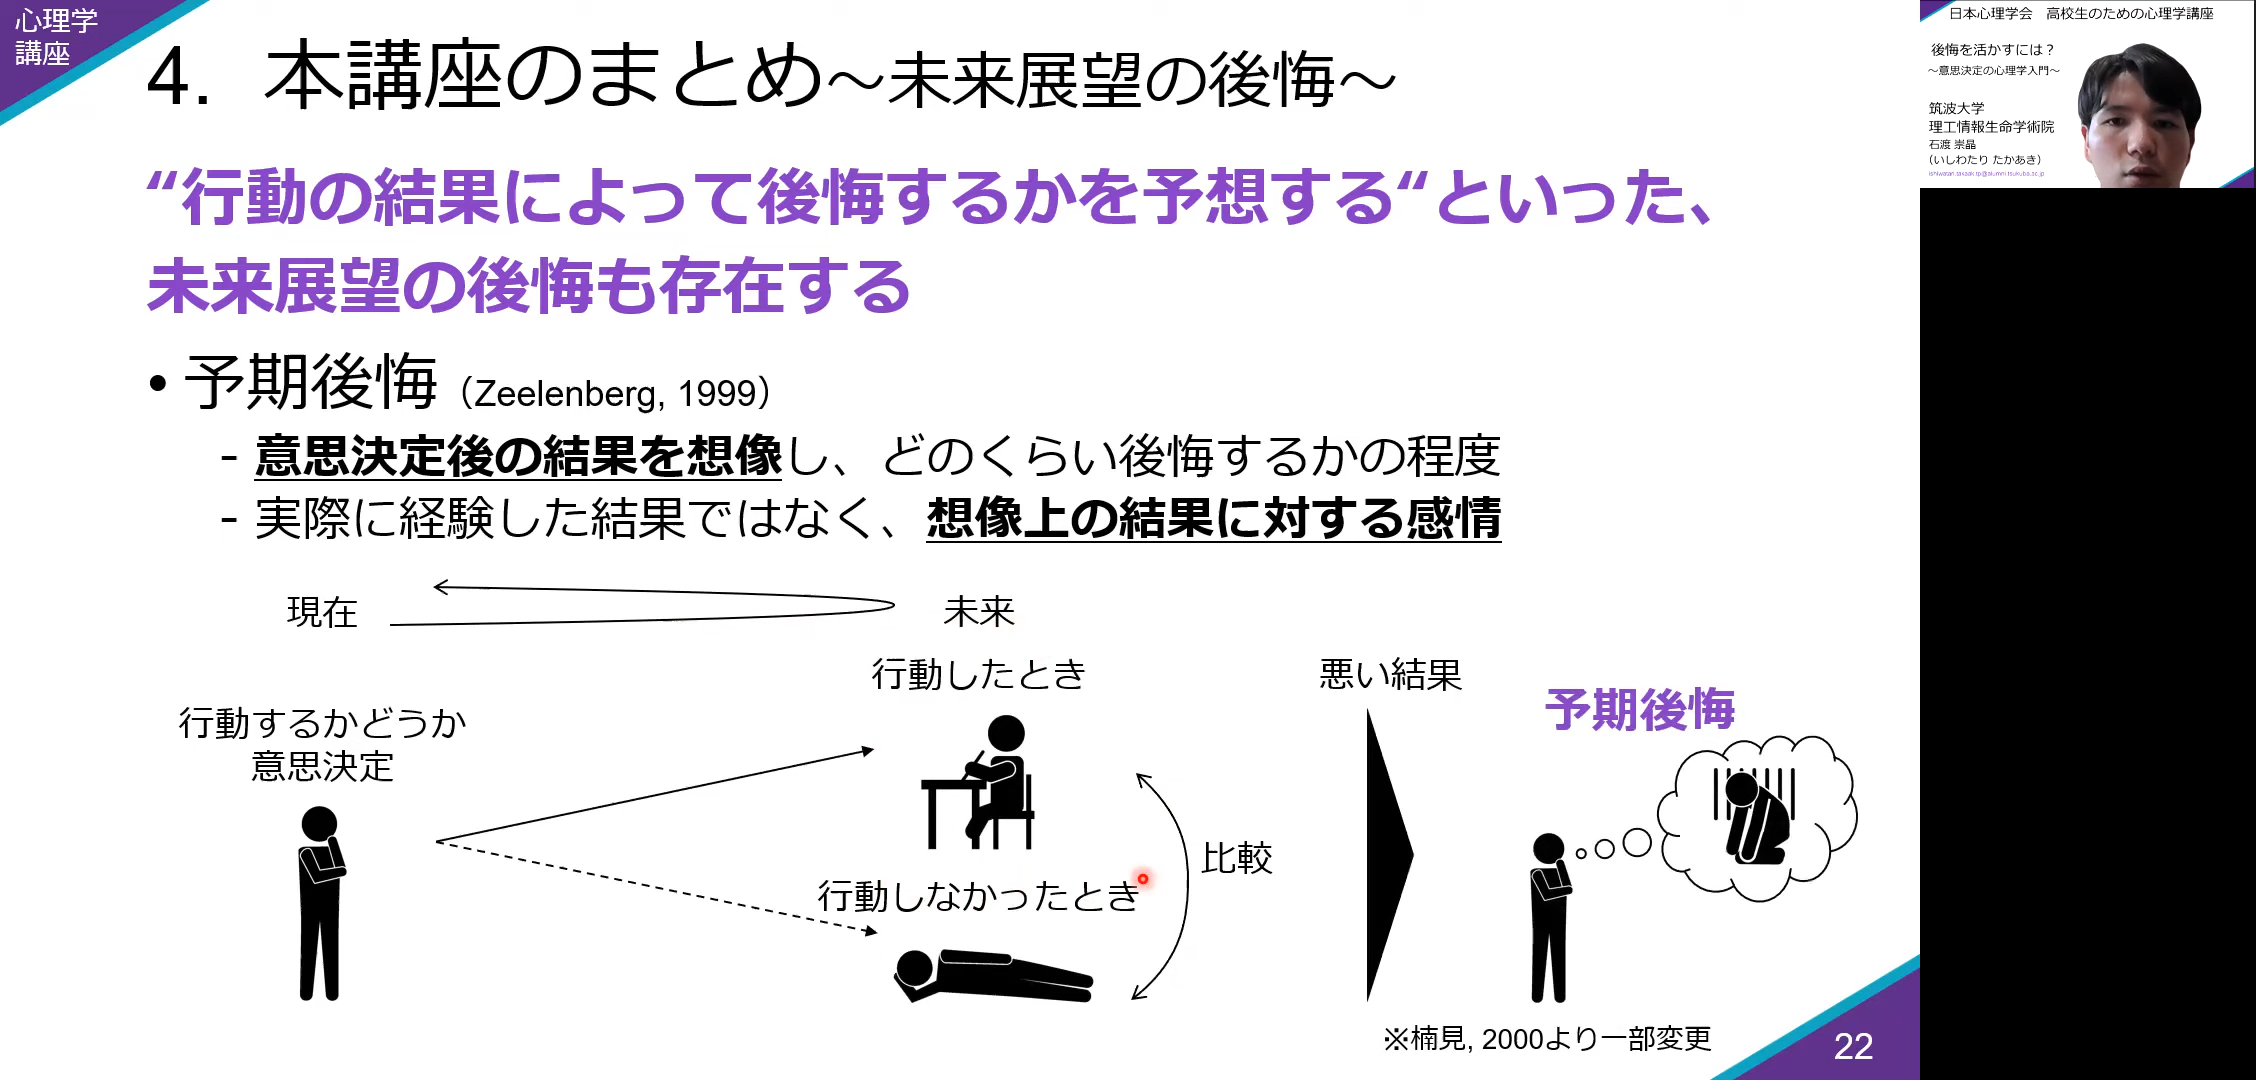 心理学
講座
4. 本講座のまとめ～未来展望の後悔～
“行動の結果によって後悔するかを予想する“といった、
未来展望の後悔も存在する
• 予期後悔（Zeelenberg, 1999）
- 意思決定後の結果を想像し、どのくらい後悔するかの程度
- 実際に経験した結果ではなく、想像上の結果に対する感情
現在
未来
行動するかどうか
意思決定
行動したとき
行動しなかったとき
比較
悪い結果
予期後悔
※楠見, 2000より一部変更
22
日本心理学会 高校生のための心理学講座
後悔を活かすには？
～意思決定の心理学入門～
筑波大学
理工情報生命学術院
石渡 崇晶
（いしわたり たかあき）